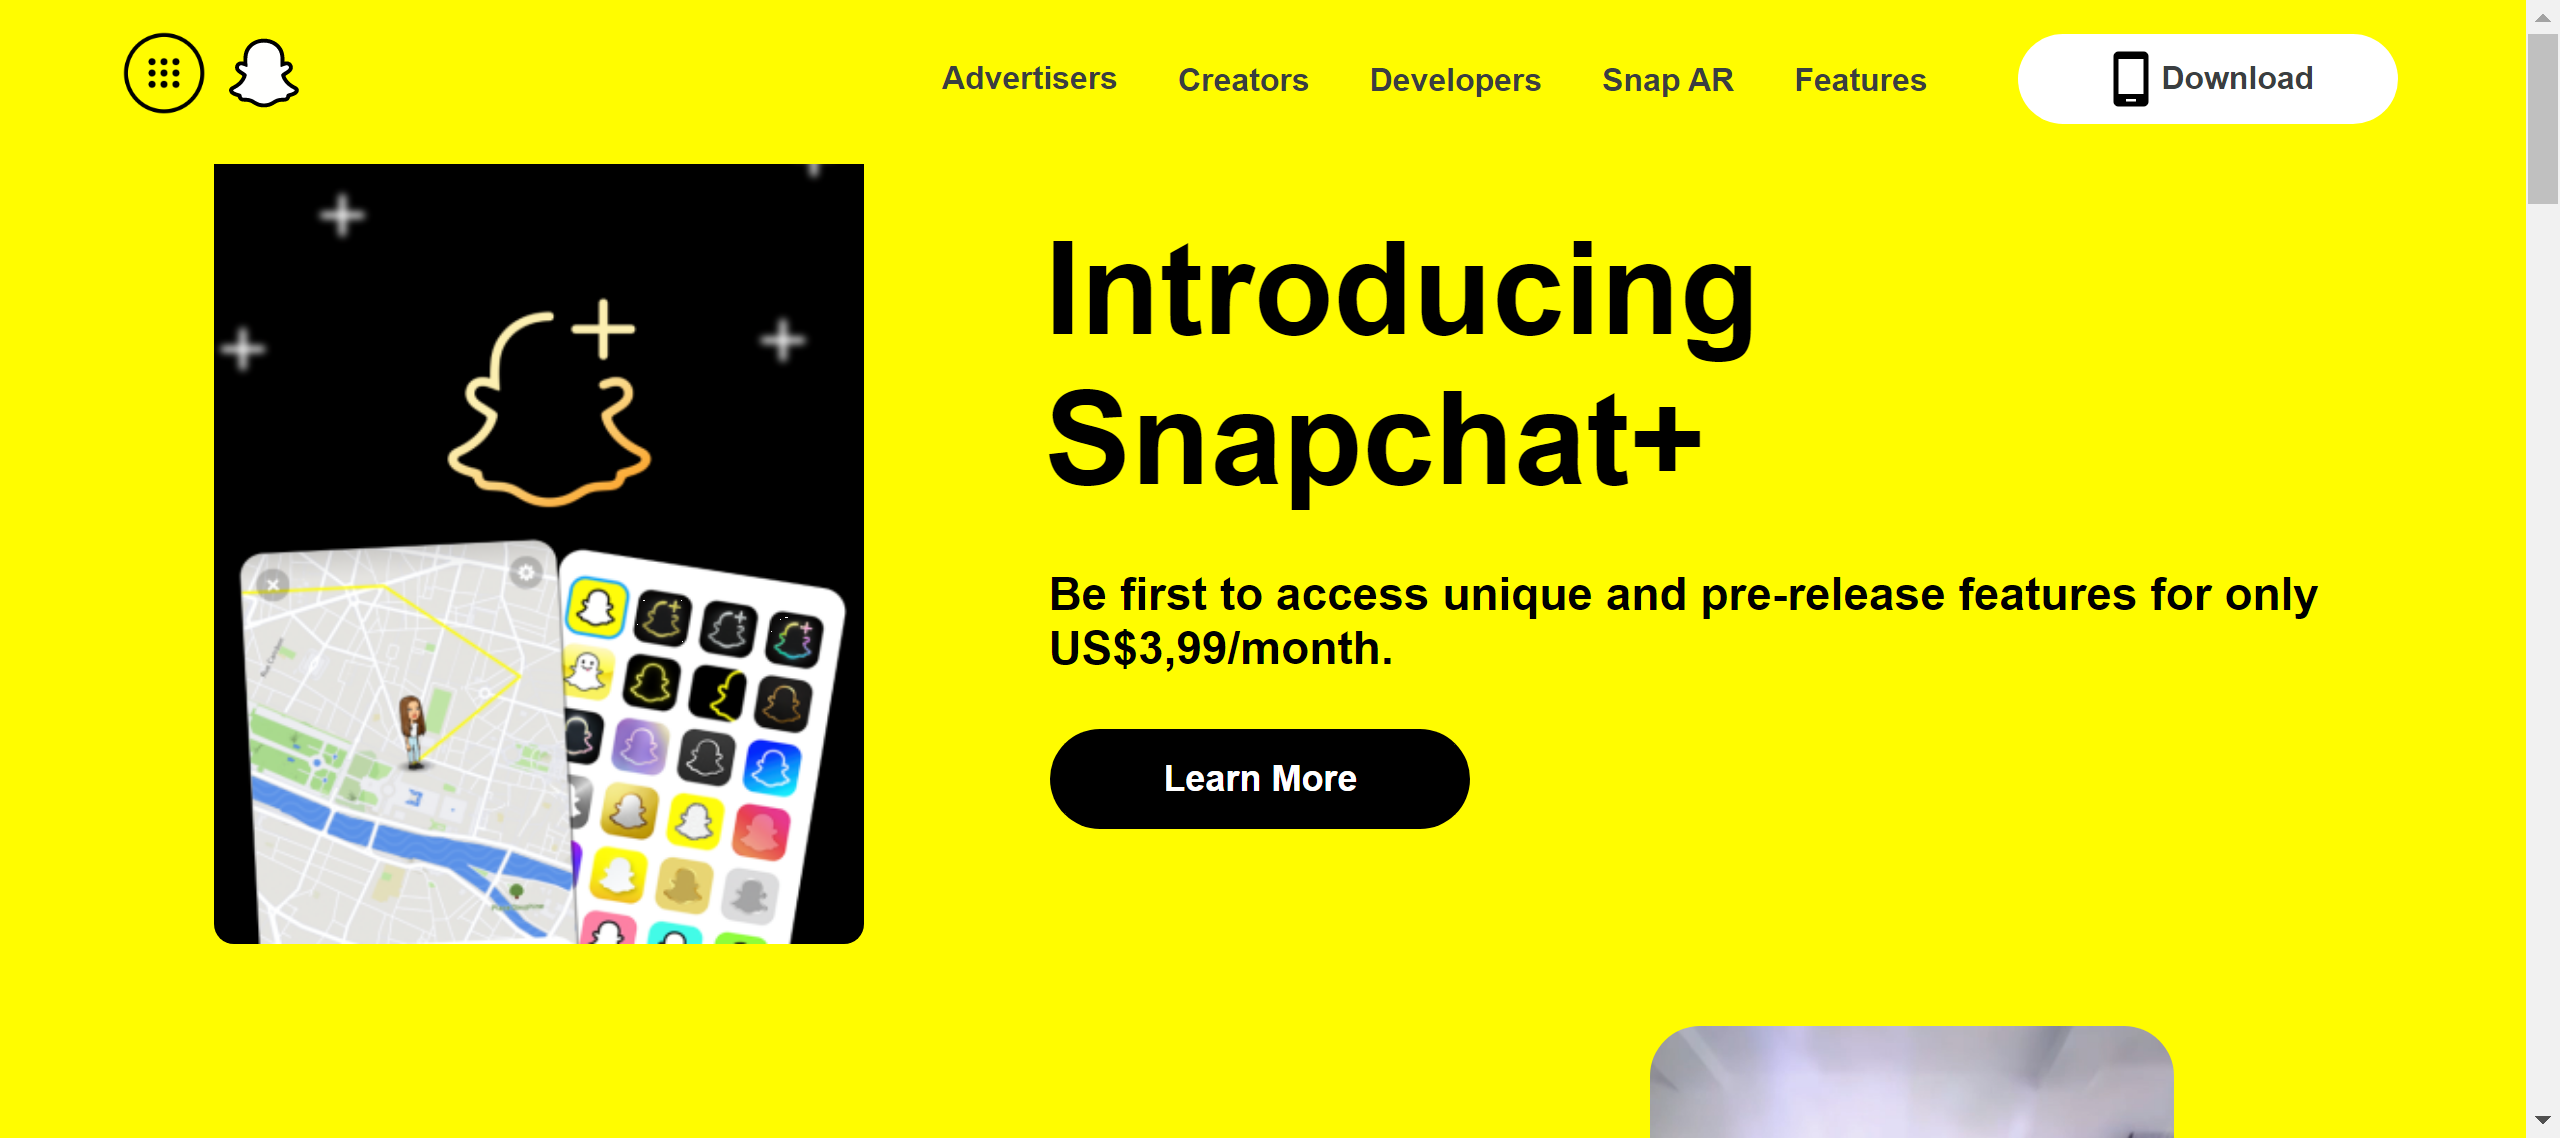 Advertisers
Creators
Developers
Snap AR
Features
Download
Introducing
Snapchat+
Be first to access unique and pre-release features for only
US$3,99/month.
Learn More